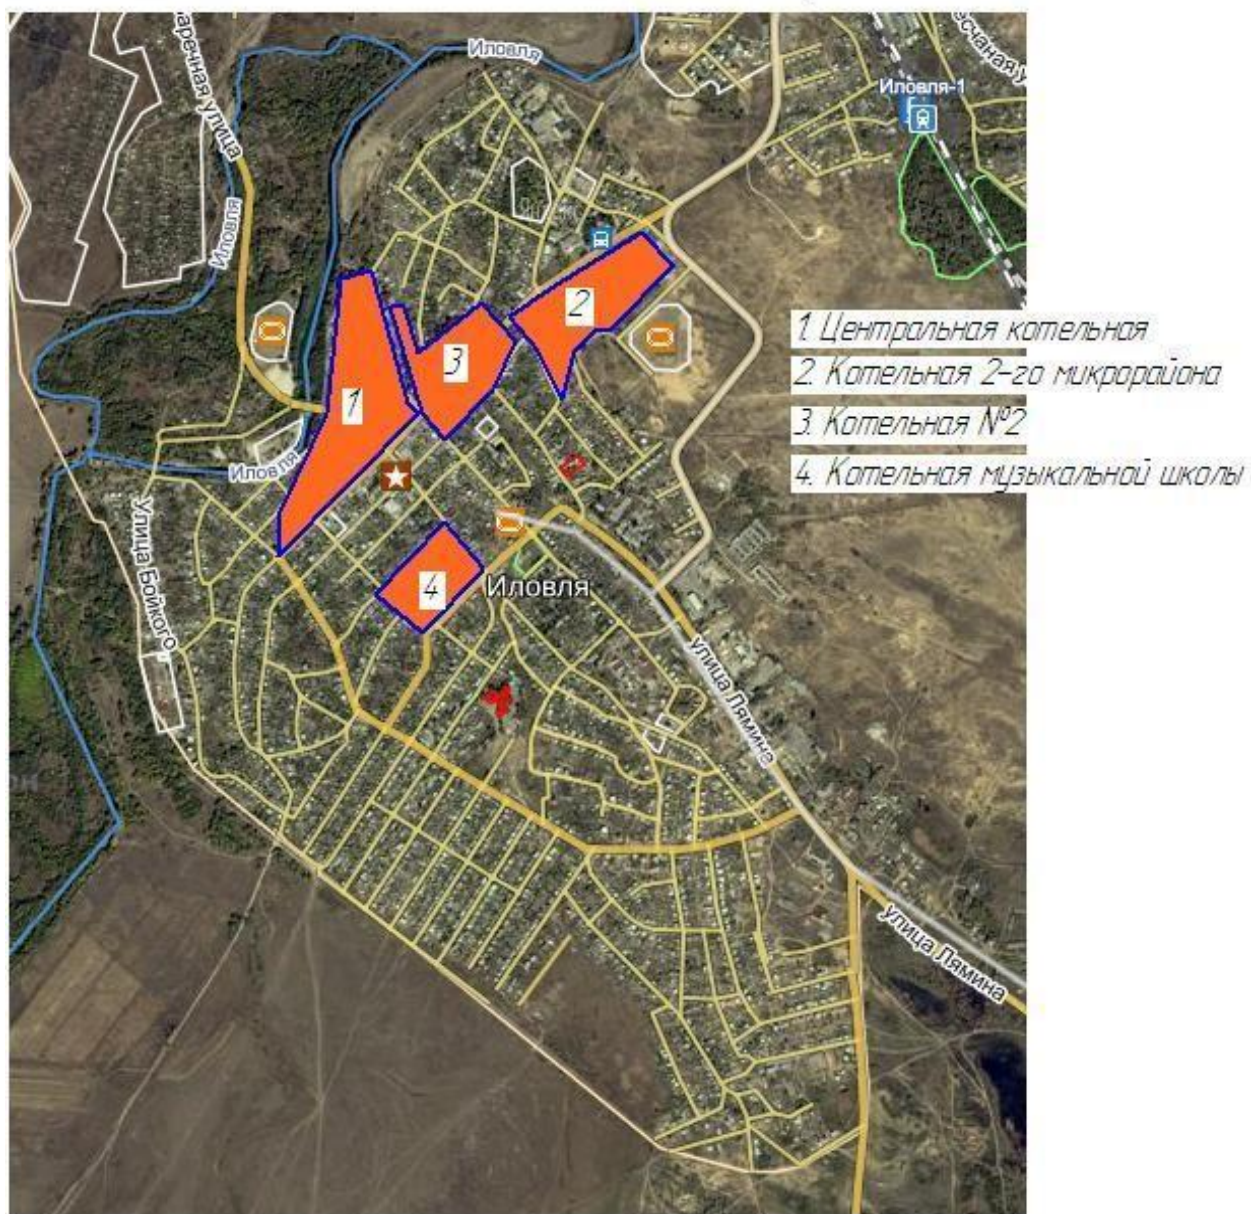 Иловля
Иловля-1
Иловля
2
1. Центральная котельная
3
2. Котельная 2-го микрорайона
1
3. Котельная №2
Иловля
4. Котельная музыкальной школы
Улица Бойкого
4
Иловля
улица Лямина
улица Лямина